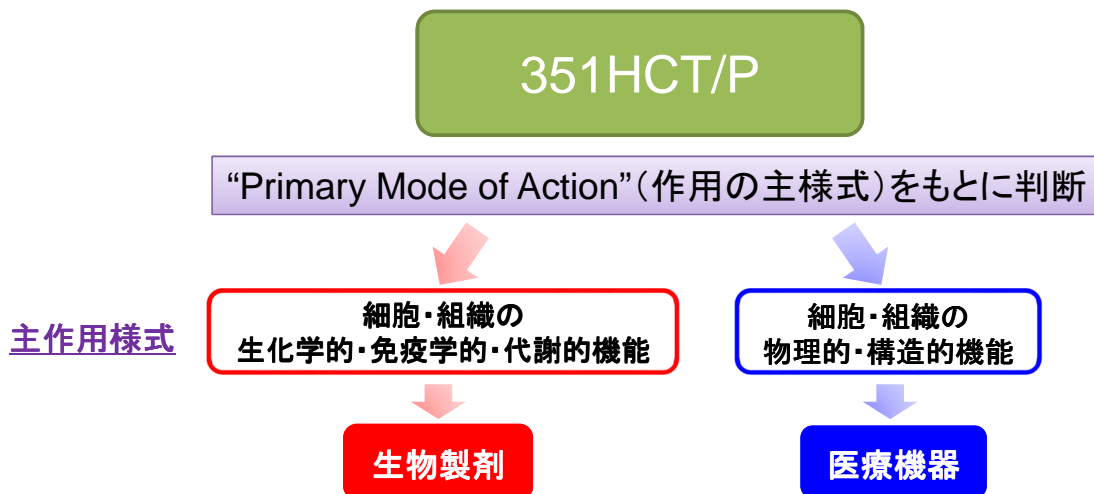 351HCT/P
“Primary Mode of Action”（作用の主様式）をもとに判断
主作用様式
細胞・組織の
生化学的・免疫学的・代謝的機能
細胞・組織の
物理的・構造的機能
生物製剤
医療機器